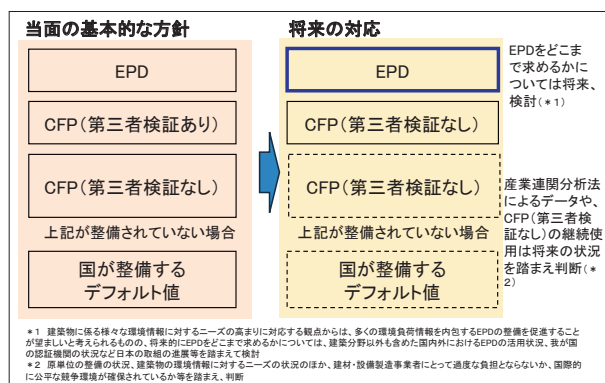 当面の基本的な方針
EPD
CFP(第三者検証あり)
CFP(第三者検証なし)
上記が整備されていない場合
国が整備する
デフォルト値
将来の対応
EPD
CFP(第三者検証なし)
CFP(第三者検証なし)
上記が整備されていない場合
国が整備する
デフォルト値
EPDをどこま
で求めるかに
ついては将来、
検討(*1)
産業連関分析法
によるデータや、
CFP(第三者検
証なし)の継続使
用は将来の状況
を踏まえ判断(*
2)
*1 建築物に係る様々な環境情報に対するニーズの高まりに対応する観点からは、多くの環境負荷情報を内包するEPDの整備を促進すること
が望ましいと考えられるものの、将来的にEPDをどこまで求めるかについては、建築分野以外も含めた国内外におけるEPDの活用状況、我が国
の認証機関の状況など日本の取組の進展等を踏まえて検討
*2 原単位の整備の状況、建築物の環境情報に対するニーズの状況のほか、建材・設備製造事業者にとって過度な負担とならないか、国際的
に公平な競争環境が確保されているか等を踏まえ、判断